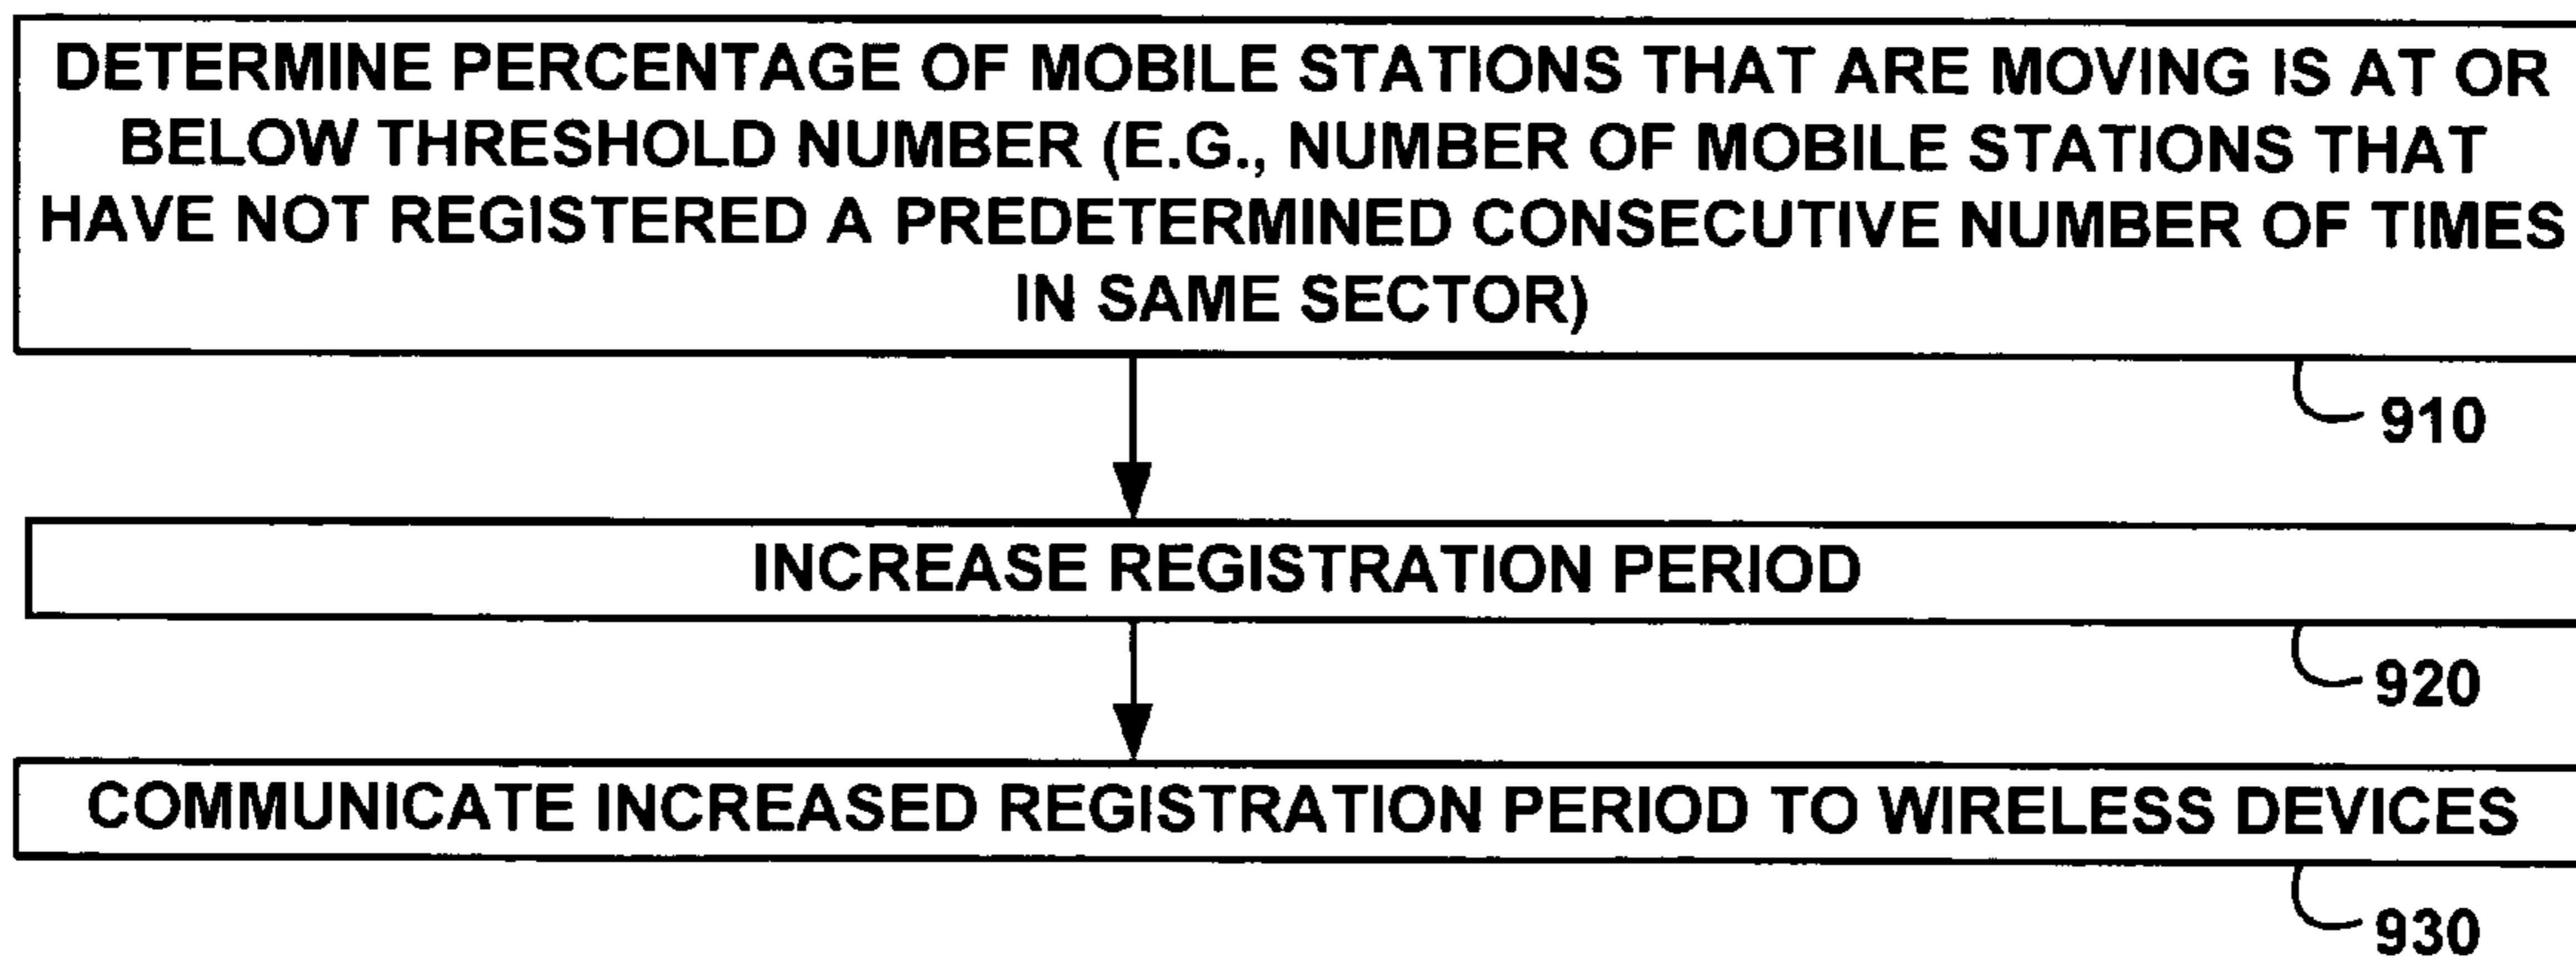 DETERMINE PERCENTAGE OF MOBILE STATIONS THAT ARE MOVING IS AT OR
BELOW THRESHOLD NUMBER (E.G., NUMBER OF MOBILE STATIONS THAT
HAVE NOT REGISTERED A PREDETERMINED CONSECUTIVE NUMBER OF TIMES
IN SAME SECTOR)
910
INCREASE REGISTRATION PERIOD
920
COMMUNICATE INCREASED REGISTRATION PERIOD TO WIRELESS DEVICES
930